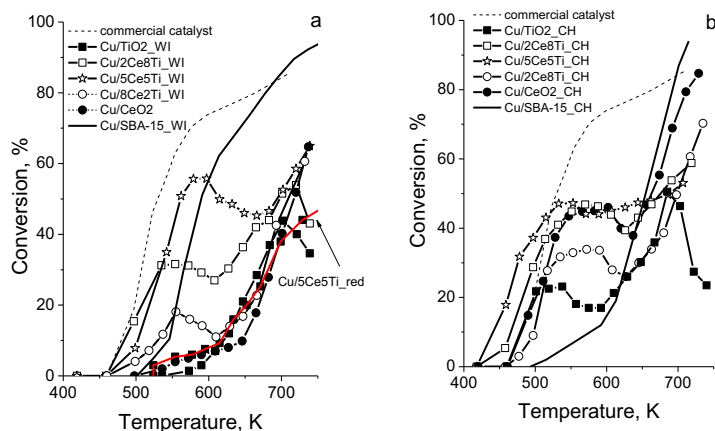 a
commercial catalyst
Cu/TiO2_WI
Cu/2Ce8Ti_WI
Cu/5Ce5Ti_WI
Cu/8Ce2Ti_WI
Cu/CeO2
Cu/SBA-15_WI
100
80
60
40
20
0
Conversion, %
Cu/5Ce5Ti_red
400 500 600 700
Temperature, K
b
commercial catalyst
Cu/TiO2_CH
Cu/2Ce8Ti_CH
Cu/5Ce5Ti_CH
Cu/2Ce8Ti_CH
Cu/CeO2_CH
Cu/SBA-15_CH
100
80
60
40
20
0
Conversion, %
400 500 600 700
Temperature, K